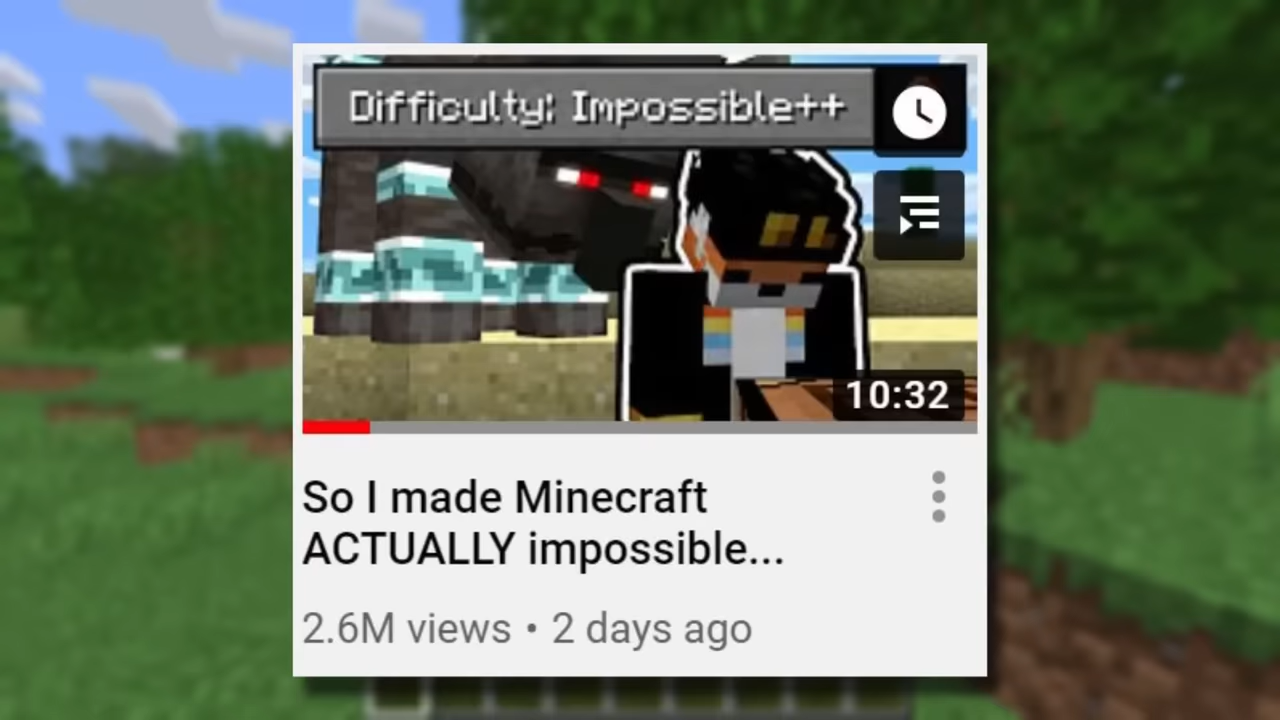 Difficulty: Impossible++
10:32
So I made Minecraft
ACTUALLY impossible...
2.6M views • 2 days ago